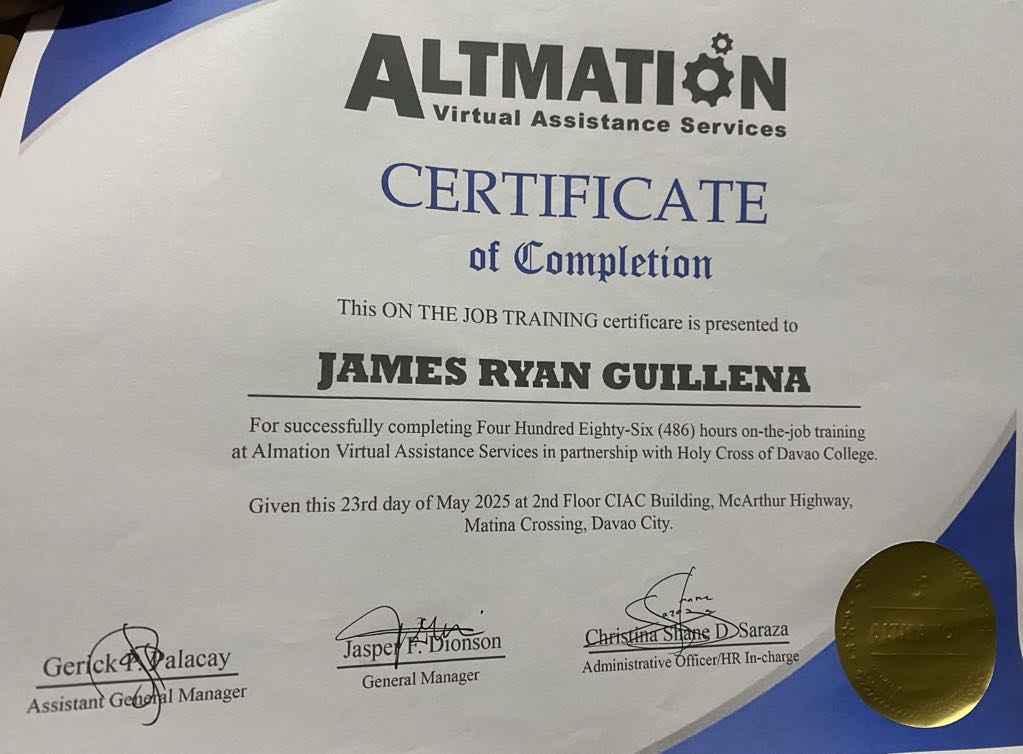 ALTMATION
Virtual Assistance Services
CERTIFICATE
of Completion
This ON THE JOB TRAINING certificare is presented to
JAMES RYAN GUILLENA
For successfully completing Four Hundred Eighty-Six (486) hours on-the-job training
at Almation Virtual Assistance Services in partnership with Holy Cross of Davao College.
Given this 23rd day of May 2025 at 2nd Floor CIAC Building, McArthur Highway,
Matina Crossing, Davao City.
Gerick P. Palacay
Assistant General Manager
Jasper F. Dionson
General Manager
Christina Shane D. Saraza
Administrative Officer/HR In-charge
ALTMATION